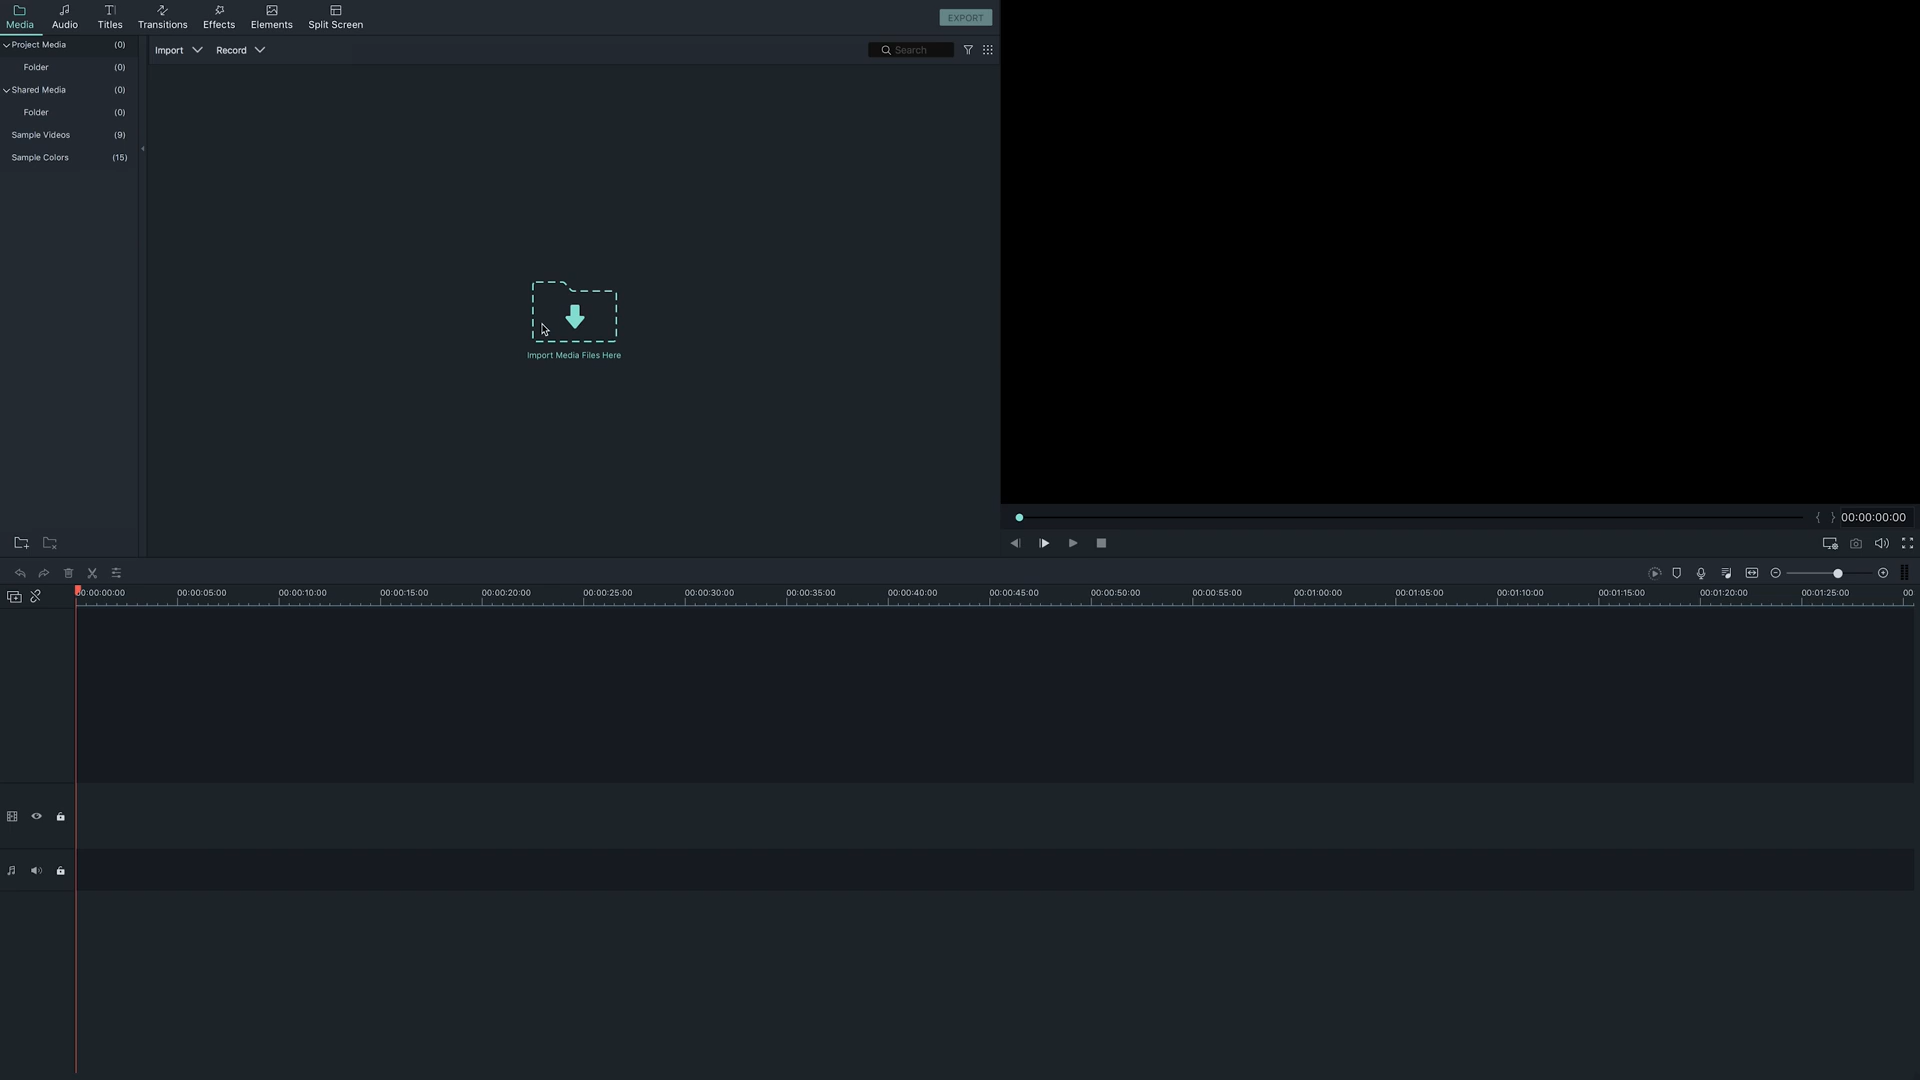 Media Audio Titles Transitions Effects Elements Split Screen EXPORT
Project Media (0)
Import Record Search
Folder (0)
Shared Media (0)
Folder (0)
Sample Videos (9)
Sample Colors (15)
Import Media Files Here
{ } 00:00:00:00
00:00:00:00 00:00:05:00 00:00:10:00 00:00:15:00 00:00:20:00 00:00:25:00 00:00:30:00 00:00:35:00 00:00:40:00 00:00:45:00 00:00:50:00 00:00:55:00 00:01:00:00 00:01:05:00 00:01:10:00 00:01:15:00 00:01:20:00 00:01:25:00 00